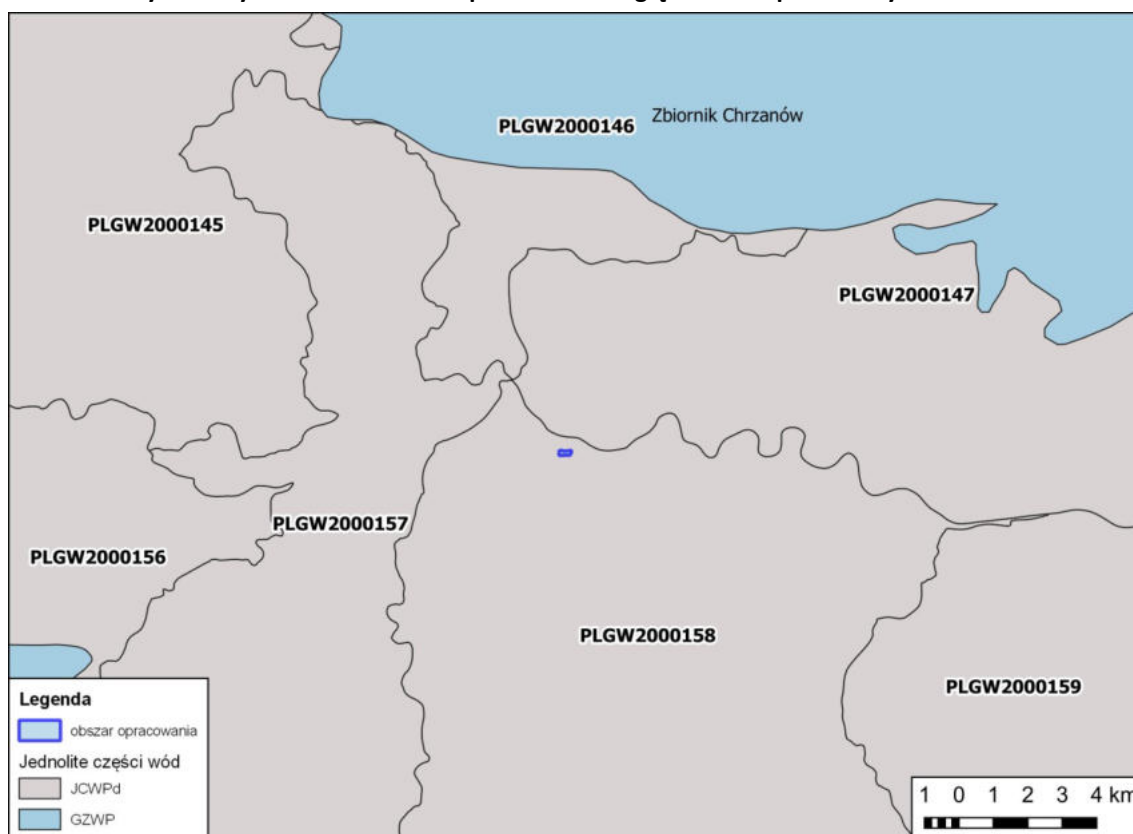 PLGW2000146
Zbiornik Chrzanów
PLGW2000145
PLGW2000147
PLGW2000157
PLGW2000156
PLGW2000158
PLGW2000159
Legenda
obszar opracowania
Jednolite części wód
JCWPd
GZWP
1 0 1 2 3 4 km